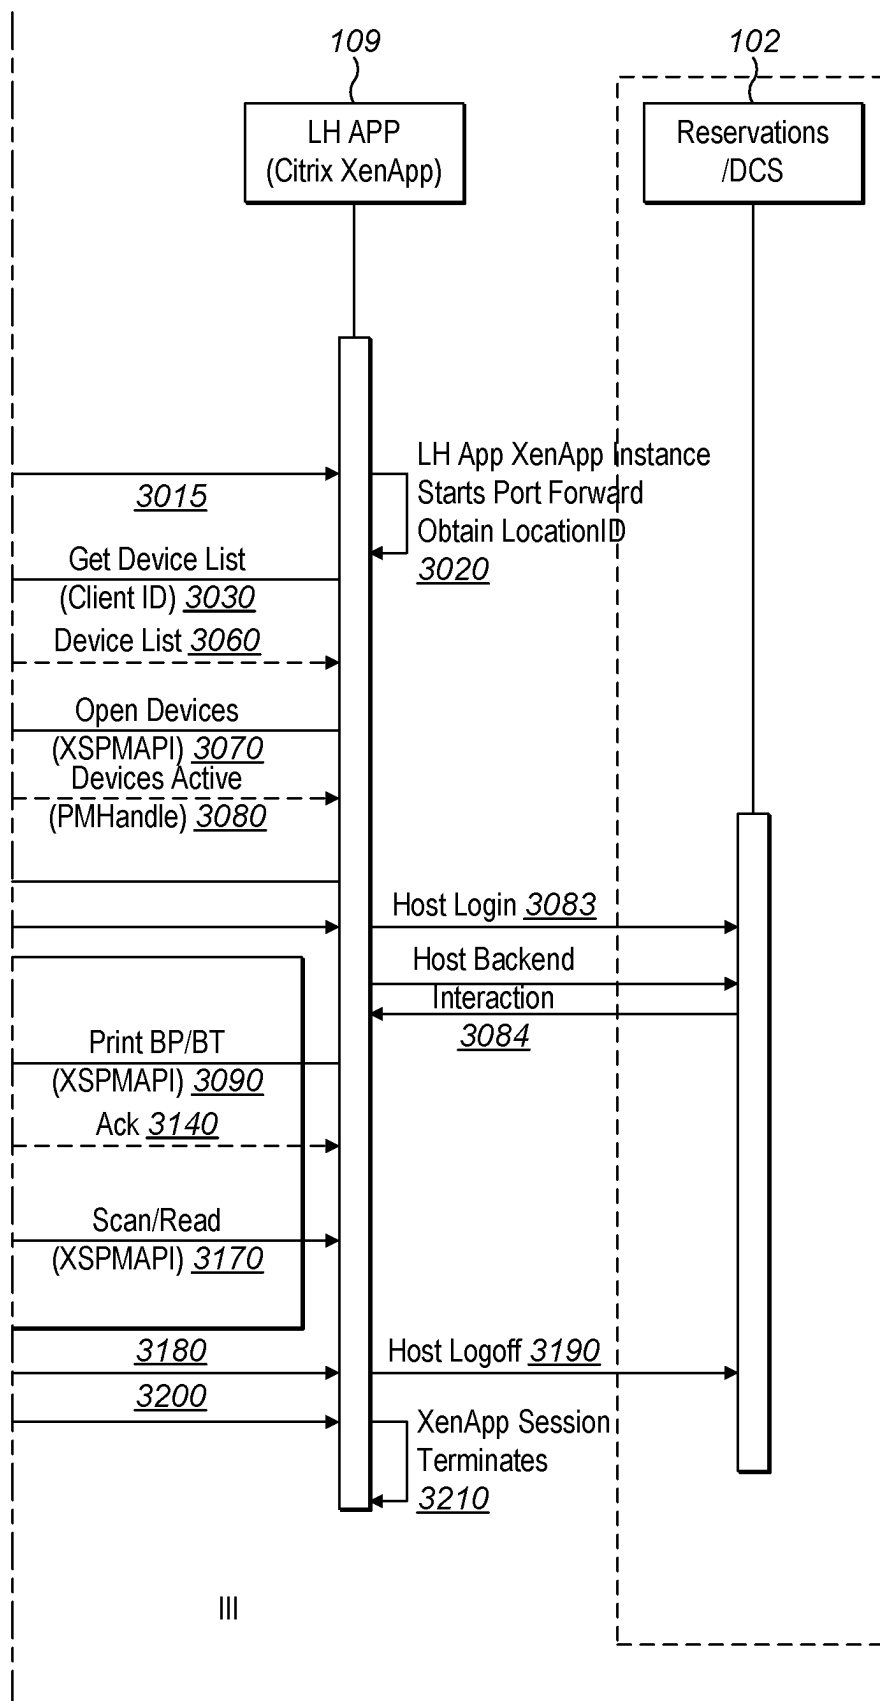 109
102
LH APP
(Citrix XenApp)
Reservations
/DCS
LH App XenApp Instance
Starts Port Forward
Obtain LocationID
3020
3015
Get Device List
(Client ID) 3030
Device List 3060
Open Devices
(XSPMAPI) 3070
Devices Active
(PMHandle) 3080
Host Login 3083
Host Backend
Interaction
3084
Print BP/BT
(XSPMAPI) 3090
Ack 3140
Scan/Read
(XSPMAPI) 3170
3180
Host Logoff 3190
3200
XenApp Session
Terminates
3210
III